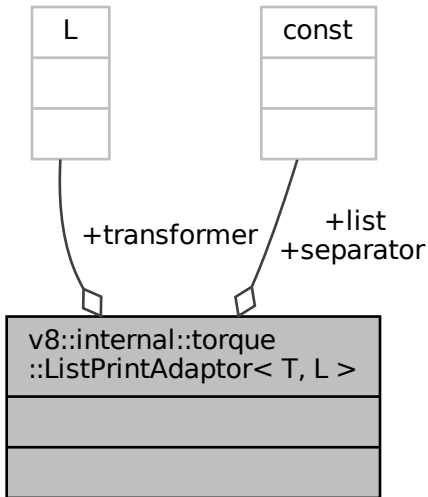 L
const
+transformer
+list
+separator
v8::internal::torque
::ListPrintAdaptor< T, L >